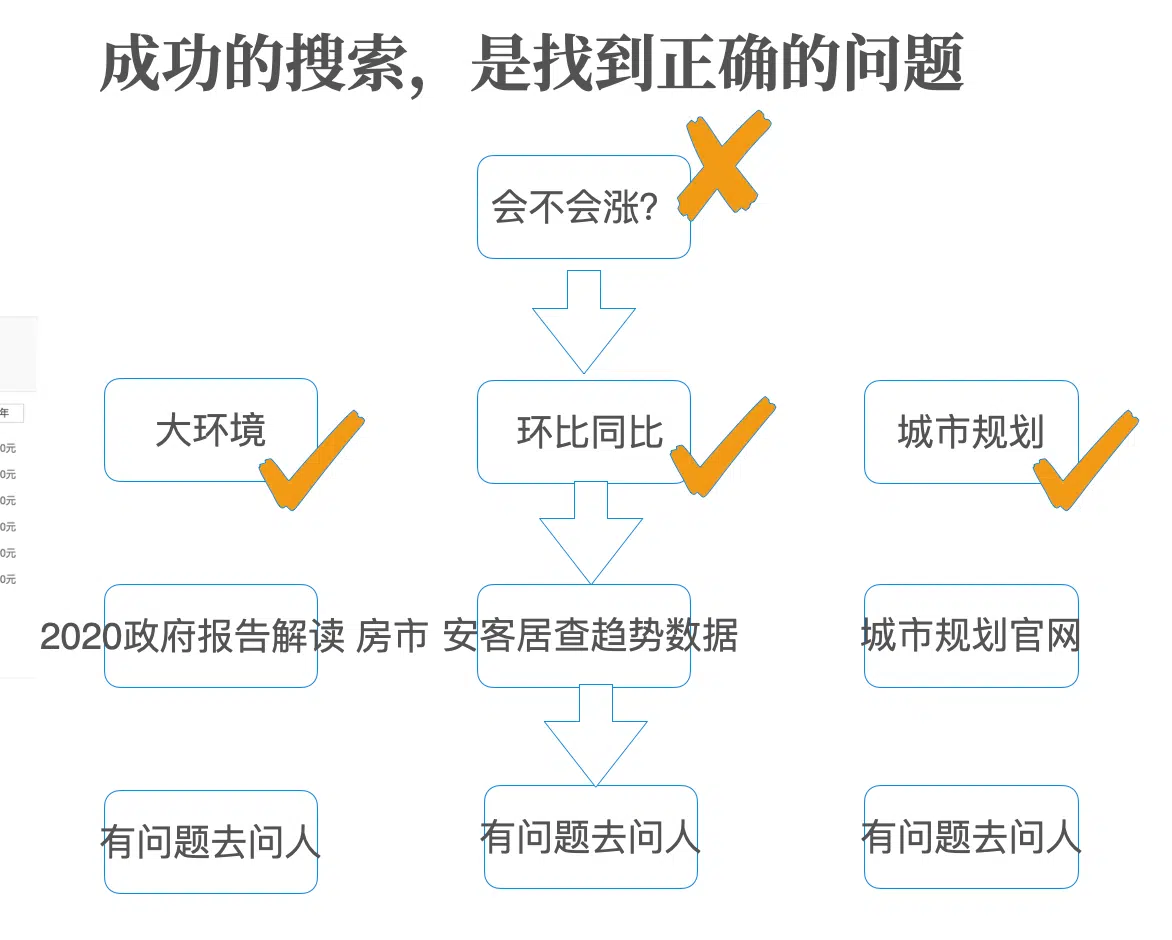 成功的搜索，是找到正确的问题
会不会涨？
大环境
环比同比
城市规划
年
0元
0元
0元
0元
0元
0元
2020政府报告解读 房市
安客居查趋势数据
城市规划官网
有问题去问人
有问题去问人
有问题去问人